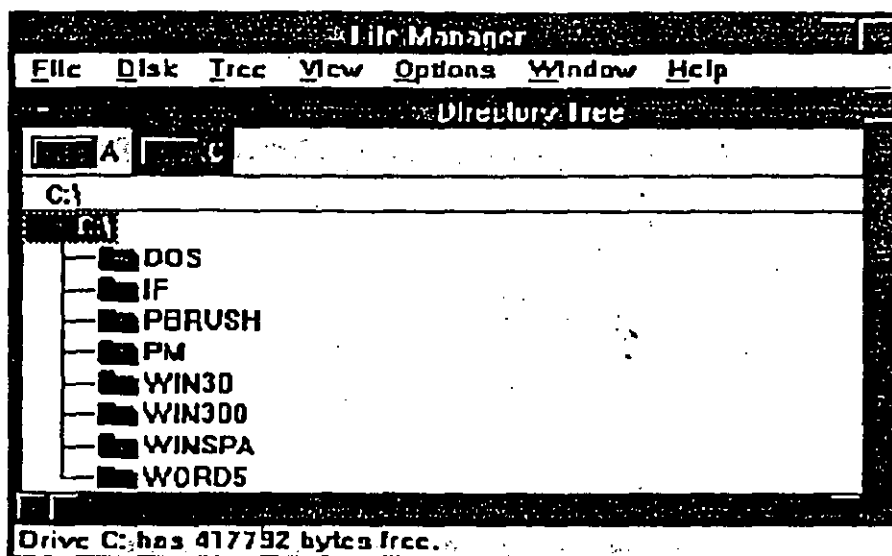 File Manager
File Disk Tree View Options Window Help
Directory Tree
A C
C:\
C:\
DOS
IF
PBRUSH
PM
WIN30
WIN300
WINSPA
WORD5
Drive C: has 417792 bytes free.